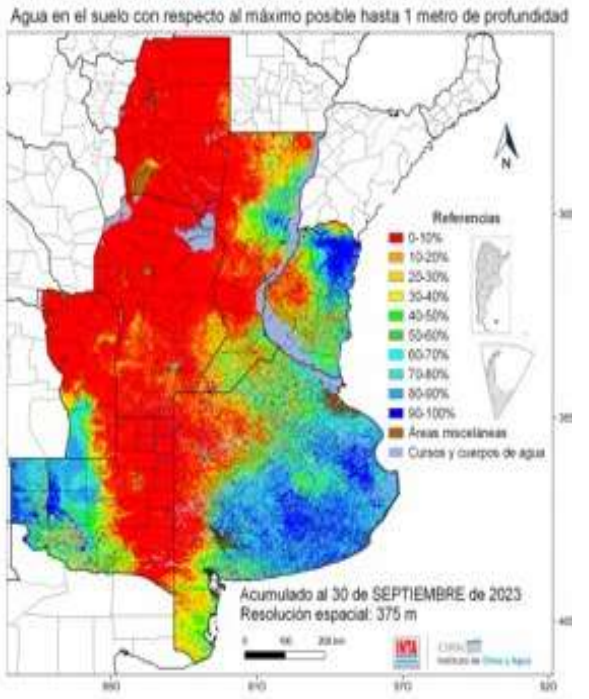 Agua en el suelo con respecto al máximo posible hasta 1 metro de profundidad
N
Referencias
0-10%
10-20%
20-30%
30-40%
40-50%
50-60%
60-70%
70-80%
80-90%
90-100%
Áreas misceláneas
Cursos y cuerpos de agua
Acumulado al 30 de SEPTIEMBRE de 2023
Resolución espacial: 375 m
INTA
Instituto de Clima y Agua